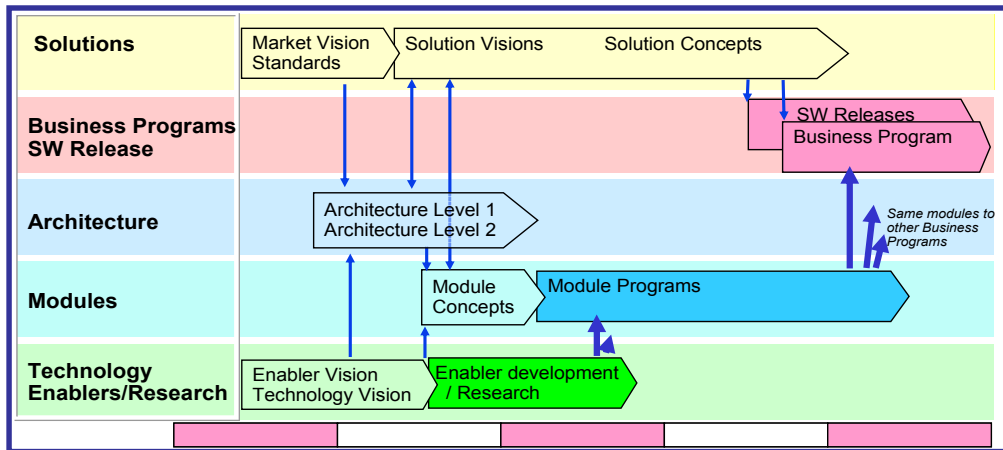 Solutions
Market Vision
Standards
Solution Visions
Solution Concepts
Business Programs
SW Release
SW Releases
Business Program
Architecture
Architecture Level 1
Architecture Level 2
Same modules to
other Business
Programs
Modules
Module
Concepts
Module Programs
Technology
Enablers/Research
Enabler Vision
Technology Vision
Enabler development
/ Research